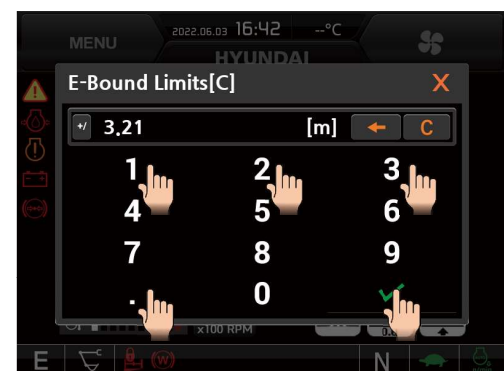 2022.06.03 16:42 --°C
MENU
HYUNDAI
E-Bound Limits[C] X
+/ 3.21 [m] ← C
1 2 3
4 5 6
7 8 9
. 0
x100 RPM
E C (W) N